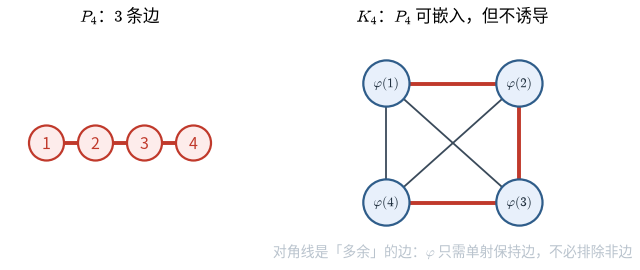 P₄：3 条边
K₄：P₄ 可嵌入，但不诱导
1 2 3 4
φ(1) φ(2)
φ(4) φ(3)
对角线是「多余」的边：φ 只需单射保持边，不必排除非边